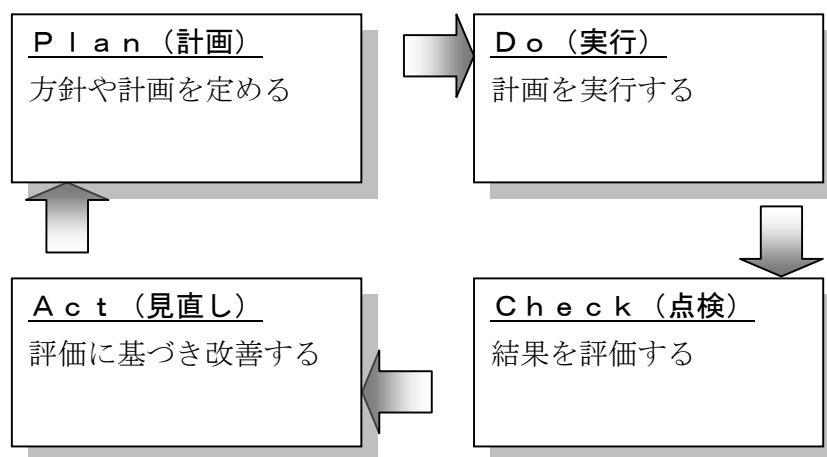 Ｐｌａｎ（計画）
方針や計画を定める
Ｄｏ（実行）
計画を実行する
Ａｃｔ（見直し）
評価に基づき改善する
Ｃｈｅｃｋ（点検）
結果を評価する